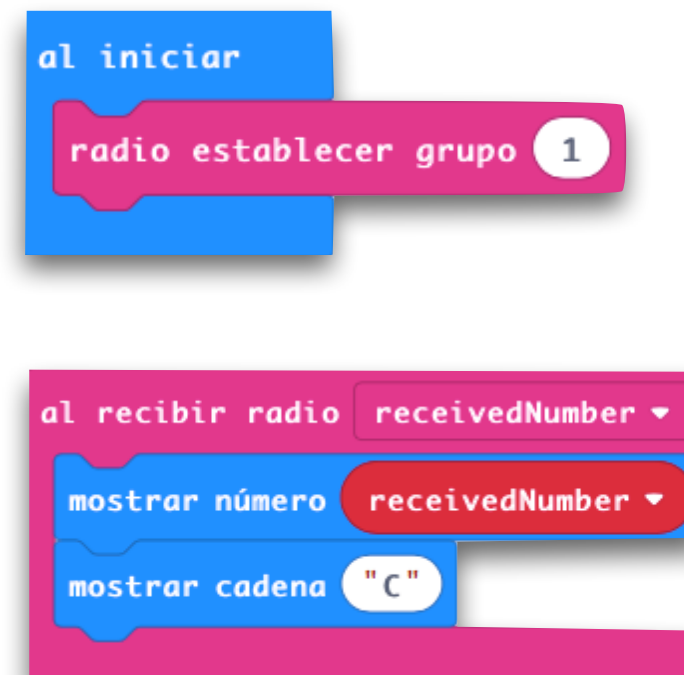 al iniciar
radio establecer grupo 1
al recibir radio receivedNumber
mostrar número receivedNumber
mostrar cadena "C"